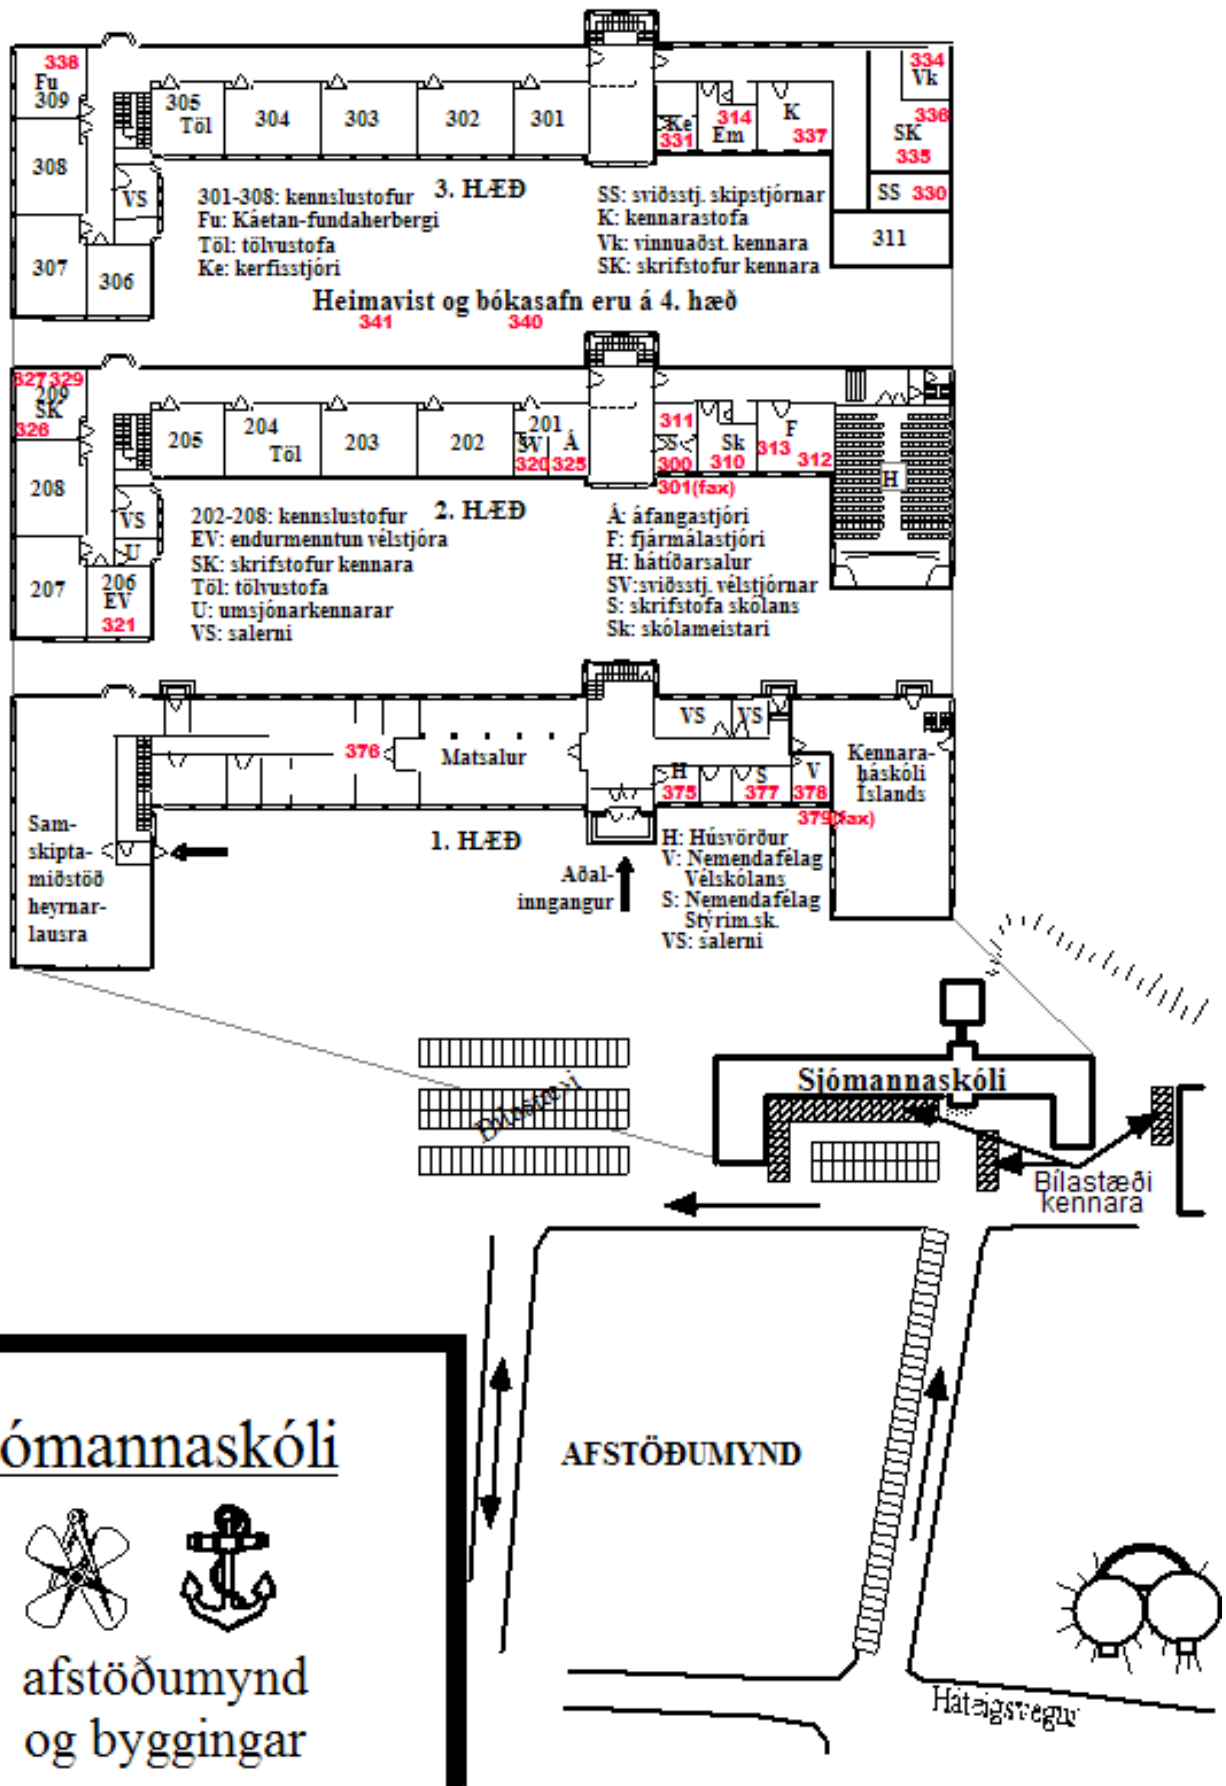 338
Fu
309
308
307
306
VS
305
Töl
304
303
302
301
Ke
331
314
Em
K
337
334
Vk
336
SK
335
SS 330
311
3. HÆÐ
301-308: kennslustofur
Fu: Káetan-fundaherbergi
Töl: tölvustofa
Ke: kerfisstjóri
SS: sviðsstj. skipstjórnar
K: kennarastofa
Vk: vinnuaðst. kennara
SK: skrifstofur kennara
Heimavist og bókasafn eru á 4. hæð
341 340
327 329
209
SK
326
208
207
VS
U
206
EV
321
205
204
Töl
203
202
201
SV
320
Á
325
311
S
300
301(fax)
Sk
310
F
313 312
H
2. HÆÐ
202-208: kennslustofur
EV: endurmenntun vélstjóra
SK: skrifstofur kennara
Töl: tölvustofa
U: umsjónarkennarar
VS: salerni
Á: áfangastjóri
F: fjármálastjóri
H: hátíðarsalur
SV:sviðsstj. vélstjórnar
S: skrifstofa skólans
Sk: skólameistari
376
Matsalur
VS VS
H
375
S
377
V
378
379(fax)
Kennara-
háskóli
Íslands
Sam-
skipta-
miðstöð
heyrnar-
lausra
1. HÆÐ
Aðal-
inngangur
H: Húsvörður
V: Nemendafélag
Vélskólans
S: Nemendafélag
Stýrim.sk.
VS: salerni
Bílastæði
Sjómannaskóli
Bílastæði
kennara
AFSTÖÐUMYND
Háteigsvegur
ómannaskóli
afstöðumynd
og byggingar